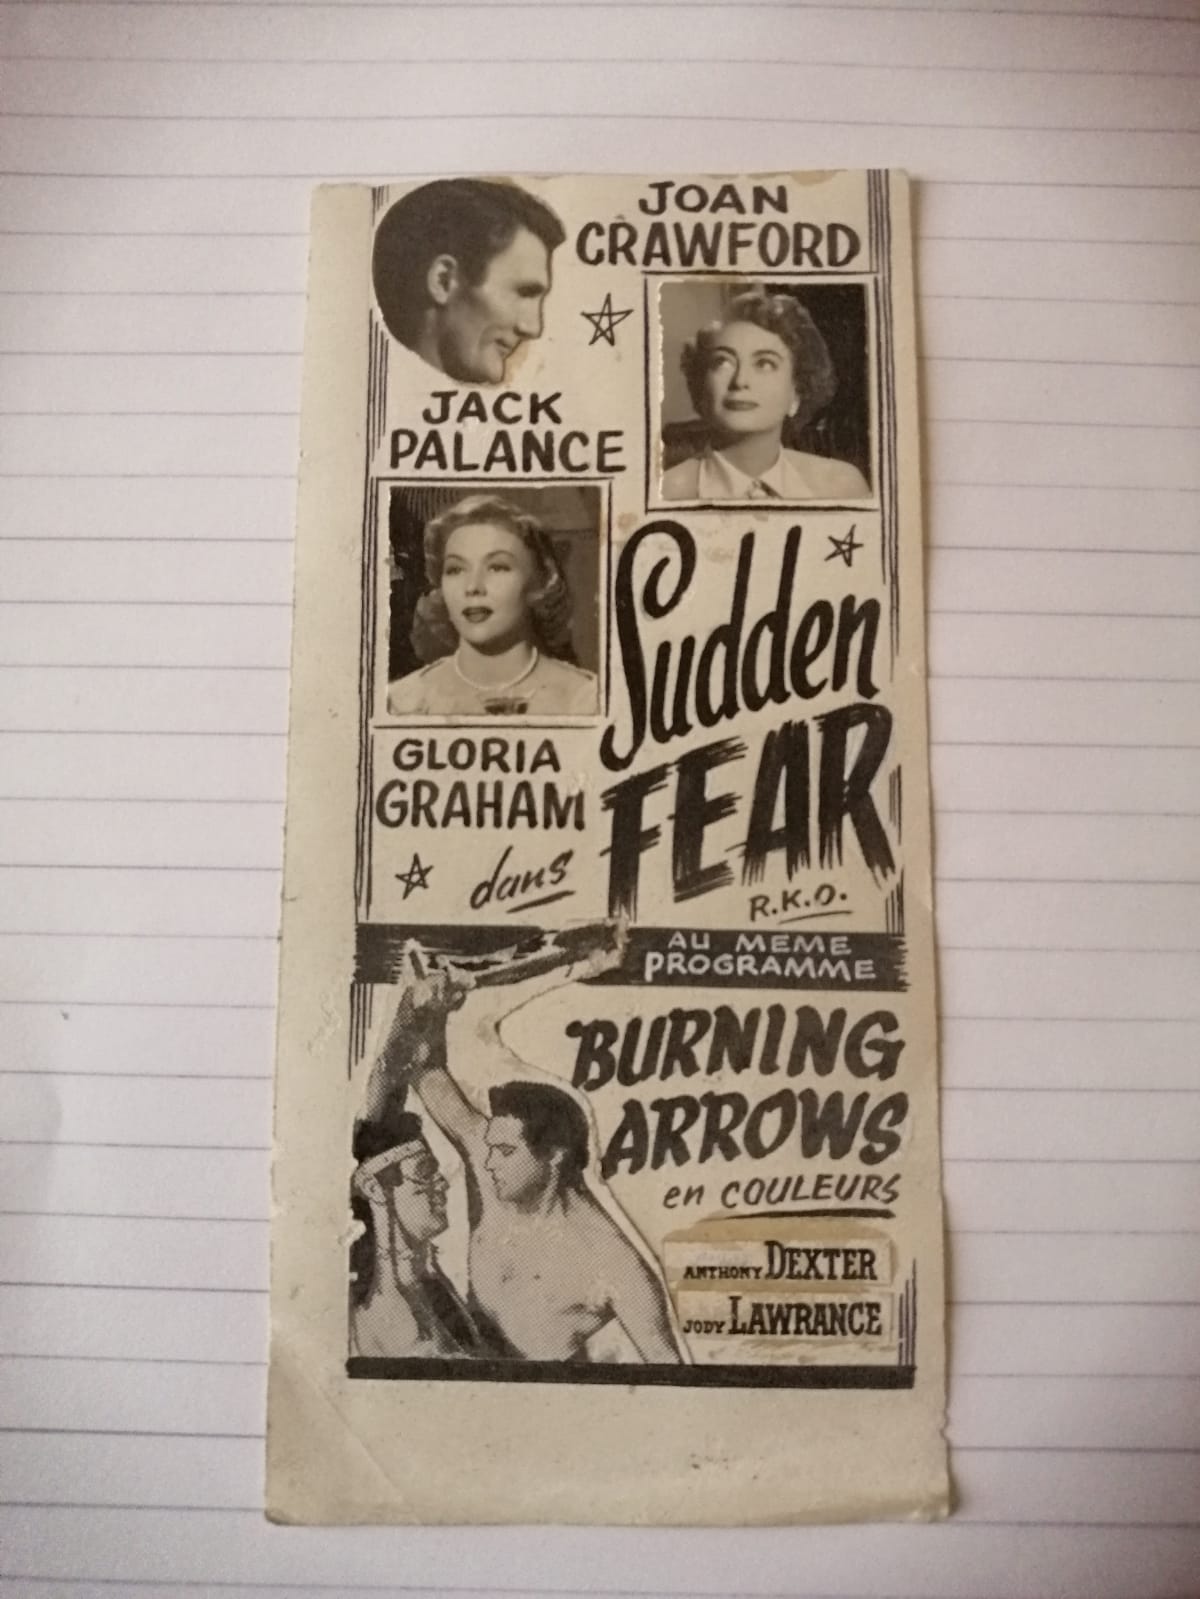 JOAN
CRAWFORD
JACK
PALANCE
Sudden
FEAR
GLORIA
GRAHAM
dans
R.K.O.
AU MEME
PROGRAMME
BURNING
ARROWS
en COULEURS
ANTHONY DEXTER
JODY LAWRANCE